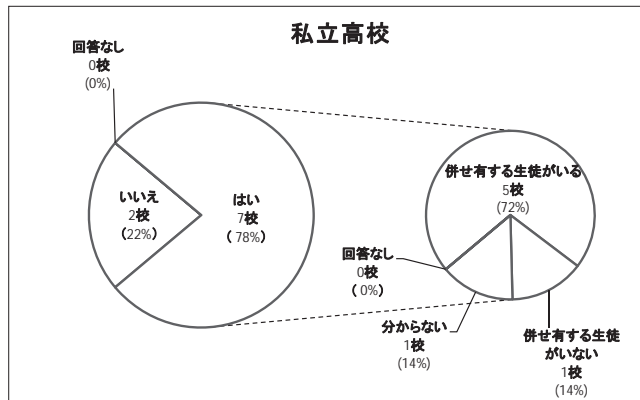 私立高校
回答なし
0校
(0%)
いいえ
2校
(22%)
はい
7校
( 78%)
併せ有する生徒がいる
5校
(72%)
回答なし
0校
( 0%)
分からない
1校
(14%)
併せ有する生徒
がいない
1校
(14%)